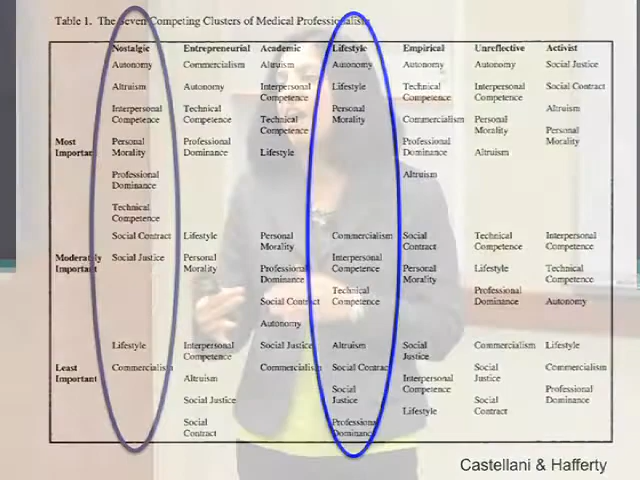 Table 1. The Seven Competing Clusters of Medical Professionalism
Nostalgic Entrepreneurial Academic Lifestyle Empirical Unreflective Activist
Autonomy Commercialism Altruism Autonomy Autonomy Autonomy Social Justice
Altruism Autonomy Interpersonal Competence Lifestyle Technical Competence Interpersonal Competence Social Contract
Interpersonal Competence Technical Competence Technical Competence Personal Morality Commercialism Personal Morality Altruism
Most Important Personal Morality Professional Dominance Lifestyle Professional Dominance Altruism Personal Morality
Professional Dominance Altruism
Technical Competence
Social Contract Lifestyle Personal Morality Commercialism Social Contract Technical Competence Interpersonal Competence
Moderately Important Social Justice Personal Morality Professional Dominance Interpersonal Competence Personal Morality Lifestyle Technical Competence
Social Contract Technical Competence Professional Dominance Autonomy
Autonomy
Lifestyle Interpersonal Competence Social Justice Altruism Social Justice Commercialism Lifestyle
Least Important Commercialism Altruism Commercialism Social Contract Interpersonal Competence Social Justice Commercialism
Social Justice Social Justice Lifestyle Social Contract Professional Dominance
Social Contract Professional Dominance
Castellani & Hafferty